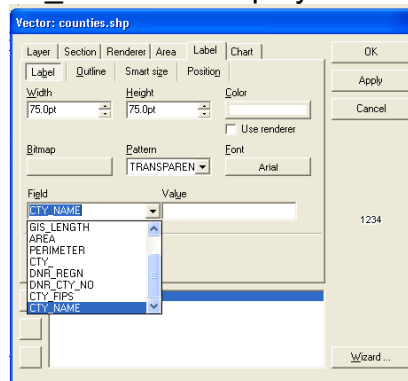 Vector: counties.shp
Layer Section Renderer Area Label Chart
Label Outline Smart size Position
Width Height Color
75.0pt 75.0pt
Use renderer
Bitmap Pattern Font
TRANSPAREN Arial
Field Value
CTY_NAME
GIS_LENGTH
AREA
PERIMETER
CTY_
DNR_REGN
DNR_CTY_NO
CTY_FIPS
CTY_NAME
OK
Apply
Cancel
1234
Wizard ...